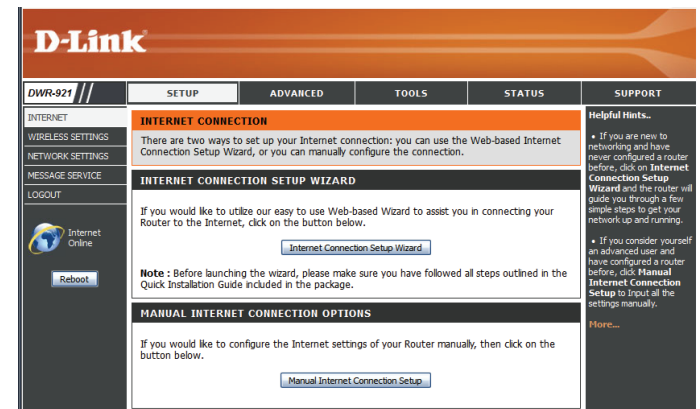 D-Link
DWR-921
SETUP
ADVANCED
TOOLS
STATUS
SUPPORT
INTERNET
WIRELESS SETTINGS
NETWORK SETTINGS
MESSAGE SERVICE
LOGOUT
Internet
Online
Reboot
INTERNET CONNECTION
There are two ways to set up your Internet connection: you can use the Web-based Internet
Connection Setup Wizard, or you can manually configure the connection.
INTERNET CONNECTION SETUP WIZARD
If you would like to utilize our easy to use Web-based Wizard to assist you in connecting your
Router to the Internet, click on the button below.
Internet Connection Setup Wizard
Note : Before launching the wizard, please make sure you have followed all steps outlined in the
Quick Installation Guide included in the package.
MANUAL INTERNET CONNECTION OPTIONS
If you would like to configure the Internet settings of your Router manually, then click on the
button below.
Manual Internet Connection Setup
Helpful Hints..
• If you are new to
networking and have
never configured a router
before, click on Internet
Connection Setup
Wizard and the router will
guide you through a few
simple steps to get your
network up and running.
• If you consider yourself
an advanced user and
have configured a router
before, click Manual
Internet Connection
Setup to Input all the
settings manually.
More...